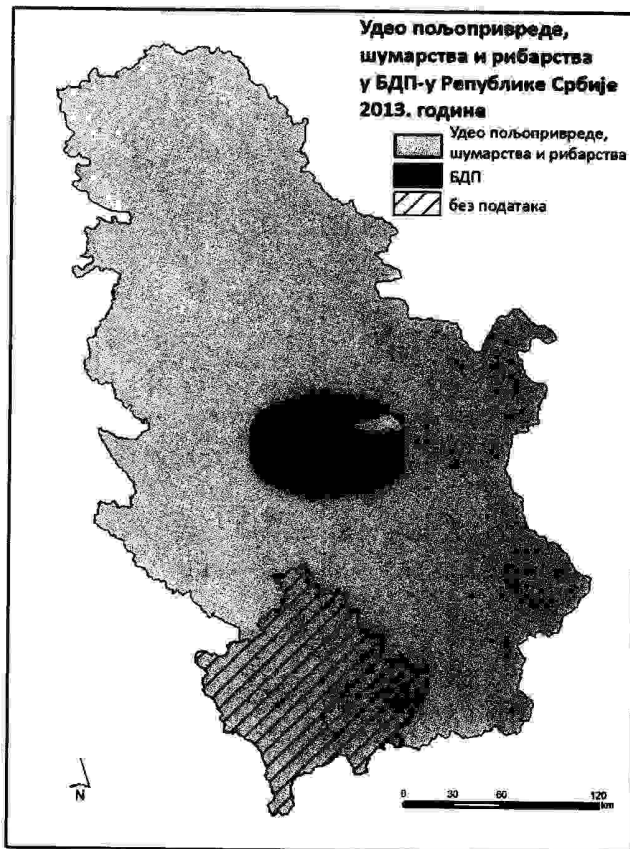 Удео пољопривреде,
шумарства и рибарства
у БДП-у Републике Србије
2013. године
Удео пољопривреде,
шумарства и рибарства
БДП
без података
N
0 30 60 120
km